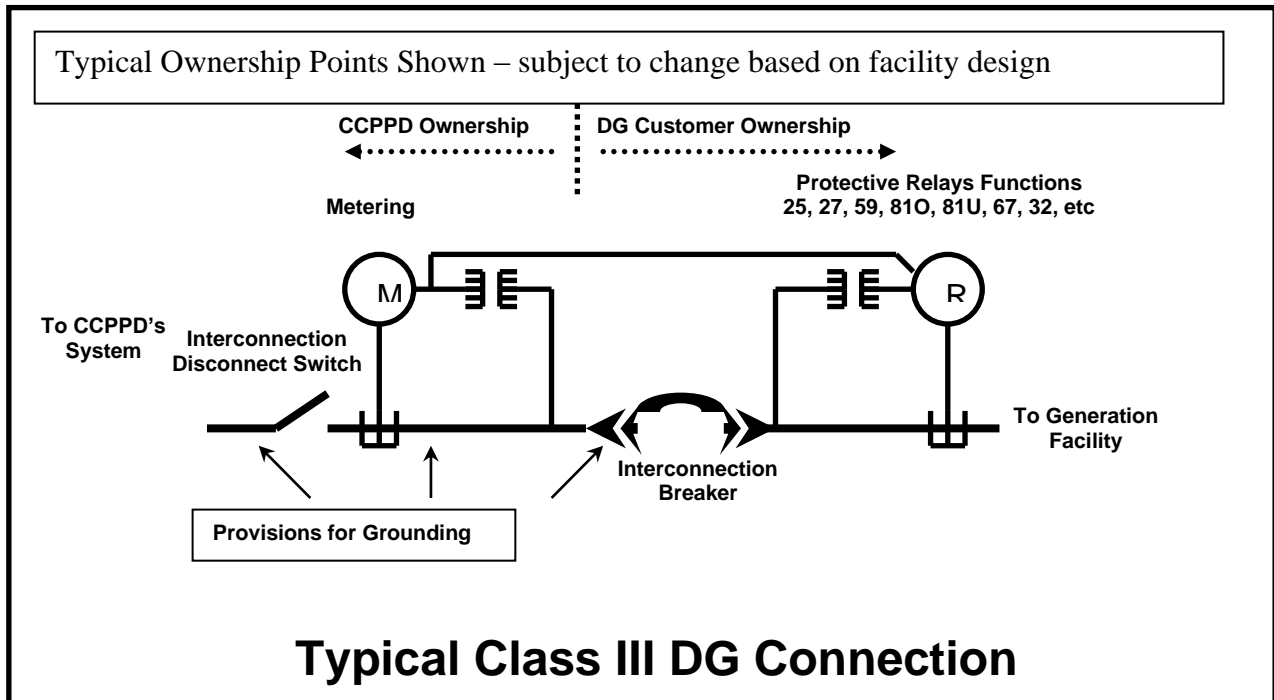 Typical Ownership Points Shown – subject to change based on facility design
CCPPD Ownership
DG Customer Ownership
Protective Relays Functions
25, 27, 59, 81O, 81U, 67, 32, etc
Metering
M
R
To CCPPD's
System
Interconnection
Disconnect Switch
To Generation
Facility
Interconnection
Breaker
Provisions for Grounding
Typical Class III DG Connection